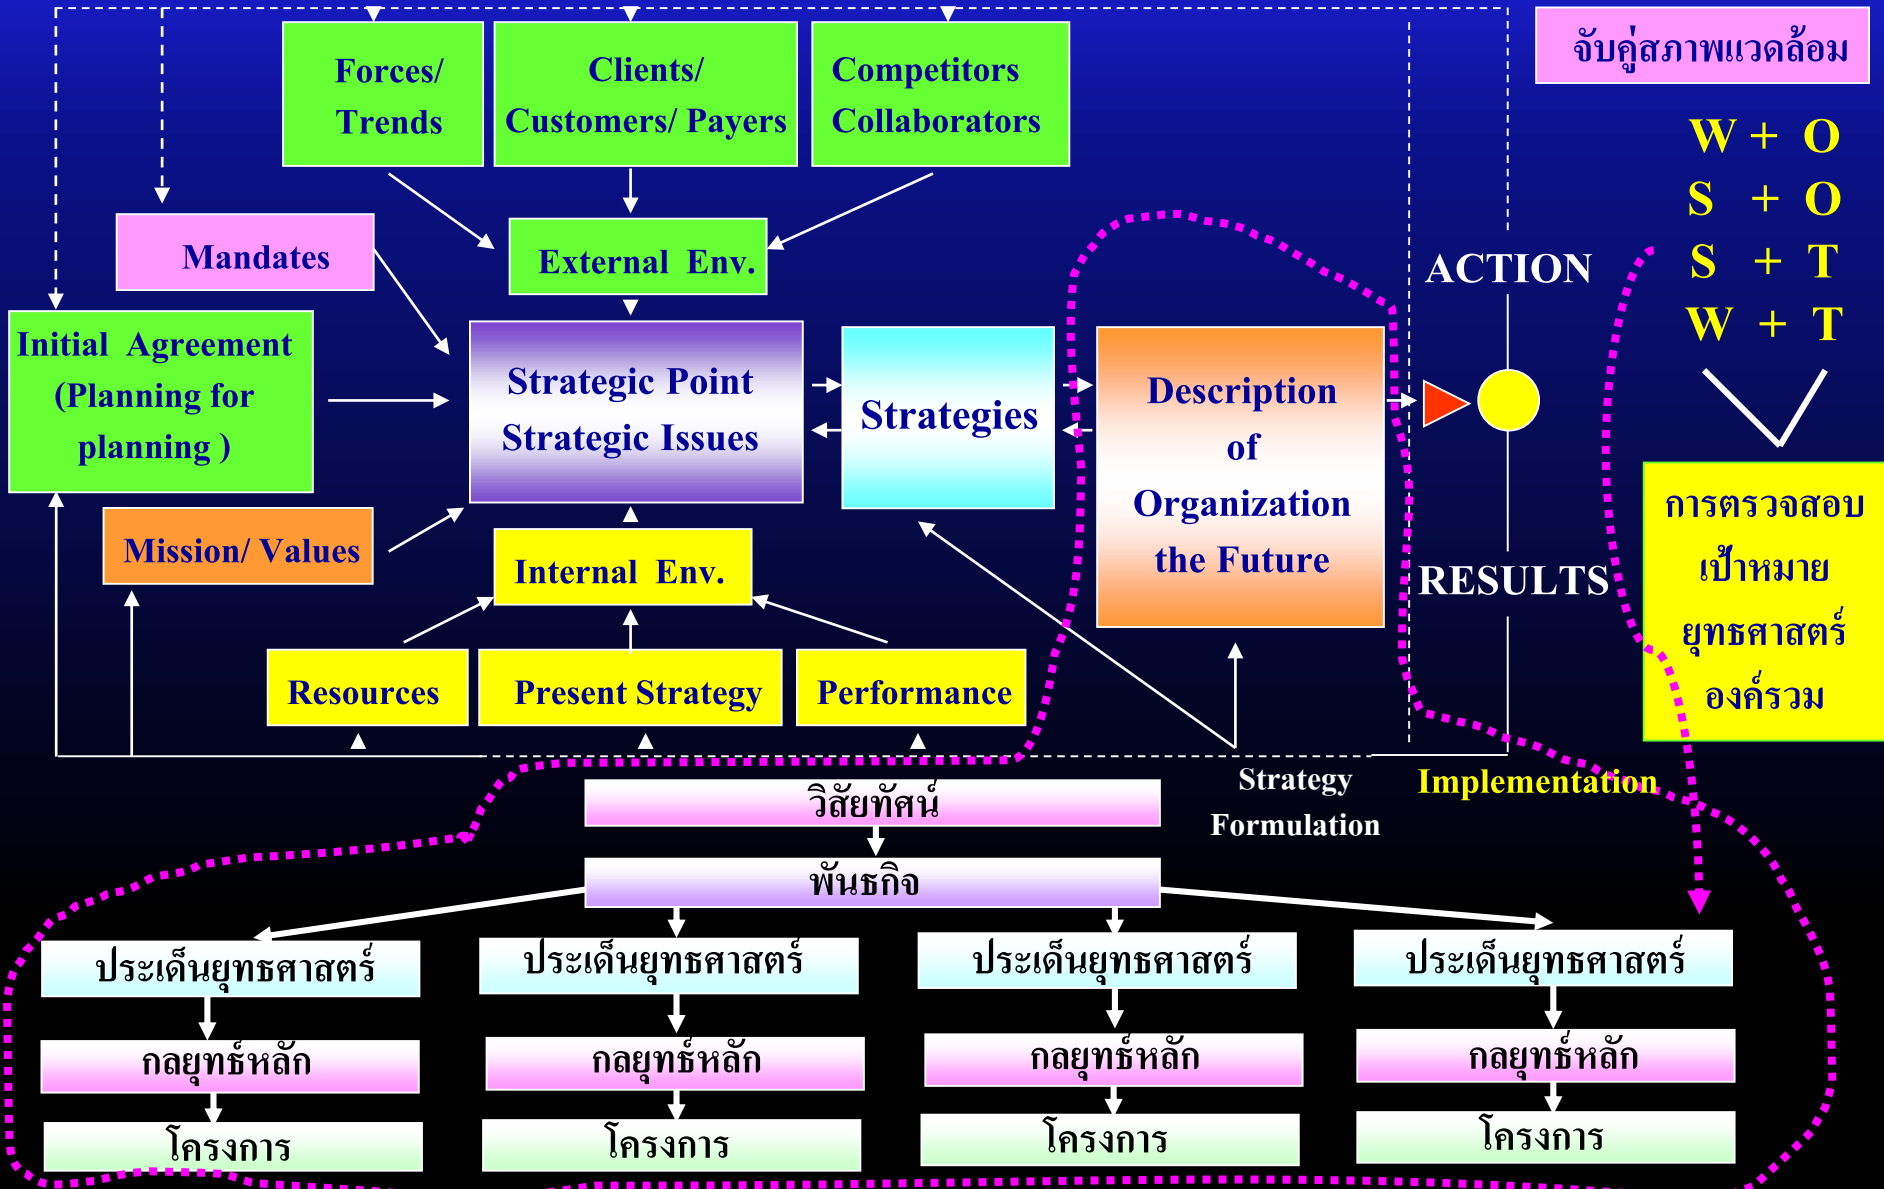 Forces/
Trends
Clients/
Customers/ Payers
Competitors
Collaborators
จับคู่สภาพแวดล้อม
W + O
S + O
S + T
W + T
Mandates
External Env.
ACTION
Initial Agreement
(Planning for
planning )
Strategic Point
Strategic Issues
Strategies
Description
of
Organization
the Future
การตรวจสอบ
เป้าหมาย
ยุทธศาสตร์
องค์รวม
Mission/ Values
Internal Env.
RESULTS
Resources
Present Strategy
Performance
Strategy
Formulation
Implementation
วิสัยทัศน์
พันธกิจ
ประเด็นยุทธศาสตร์
ประเด็นยุทธศาสตร์
ประเด็นยุทธศาสตร์
ประเด็นยุทธศาสตร์
กลยุทธ์หลัก
กลยุทธ์หลัก
กลยุทธ์หลัก
กลยุทธ์หลัก
โครงการ
โครงการ
โครงการ
โครงการ